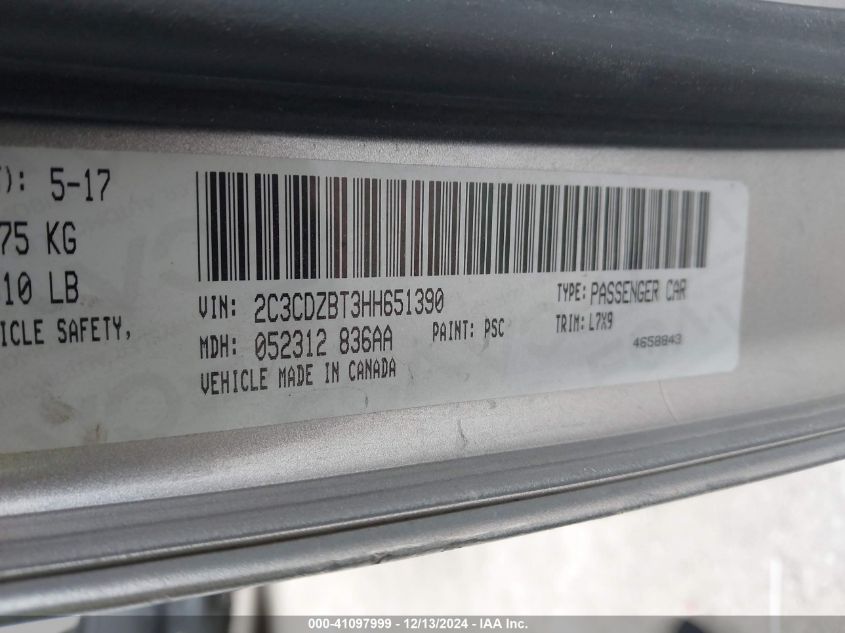 ): 5-17
75 KG
10 LB
ICLE SAFETY,
VIN: 2C3CDZBT3HH651390
TYPE: PASSENGER CAR
MDH: 052312 836AA
PAINT: PSC
TRIM: L7X9
VEHICLE MADE IN CANADA
4658843
000-41097999 - 12/13/2024 - IAA Inc.